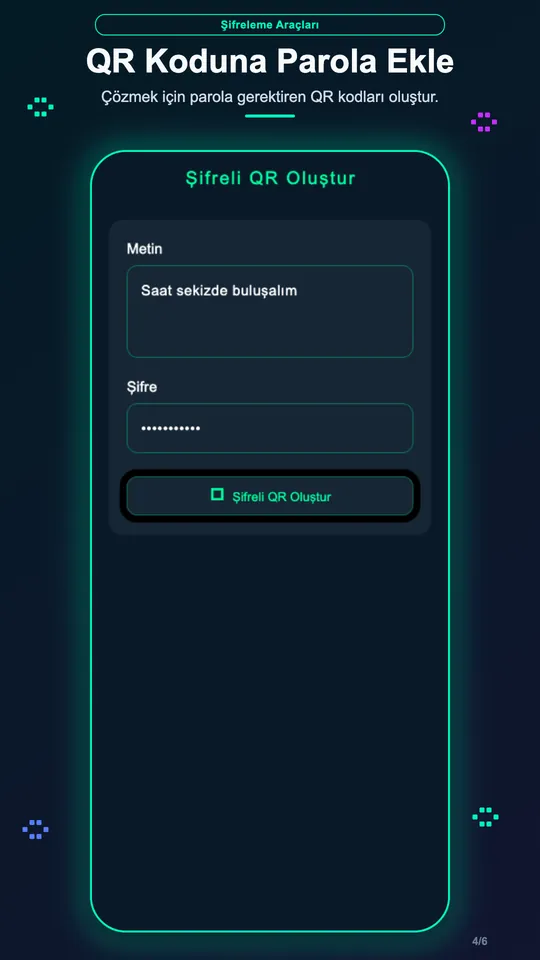 Şifreleme Araçları
QR Koduna Parola Ekle
Çözmek için parola gerektiren QR kodları oluştur.
Şifreli QR Oluştur
Metin
Saat sekizde buluşalım
Şifre
•••••••••••
Şifreli QR Oluştur
4/6